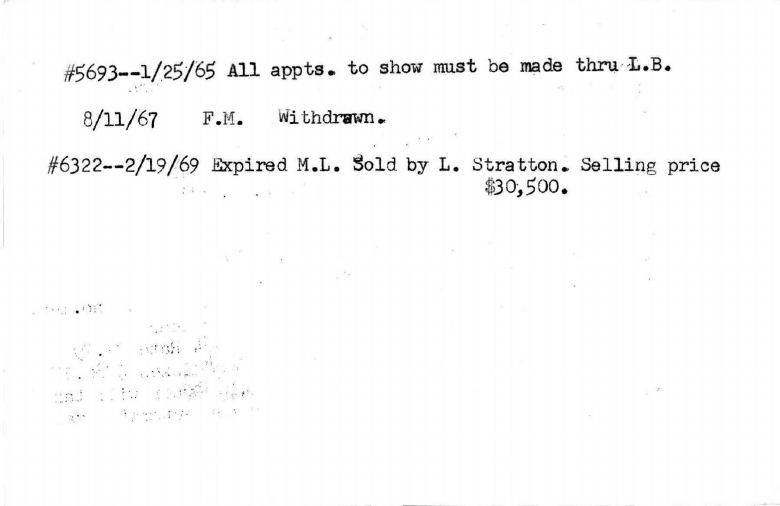 #5693--1/25/65 All appts. to show must be made thru L.B.
8/11/67 F.M. Withdrawn.
#6322--2/19/69 Expired M.L. Sold by L. Stratton. Selling price
$30,500.